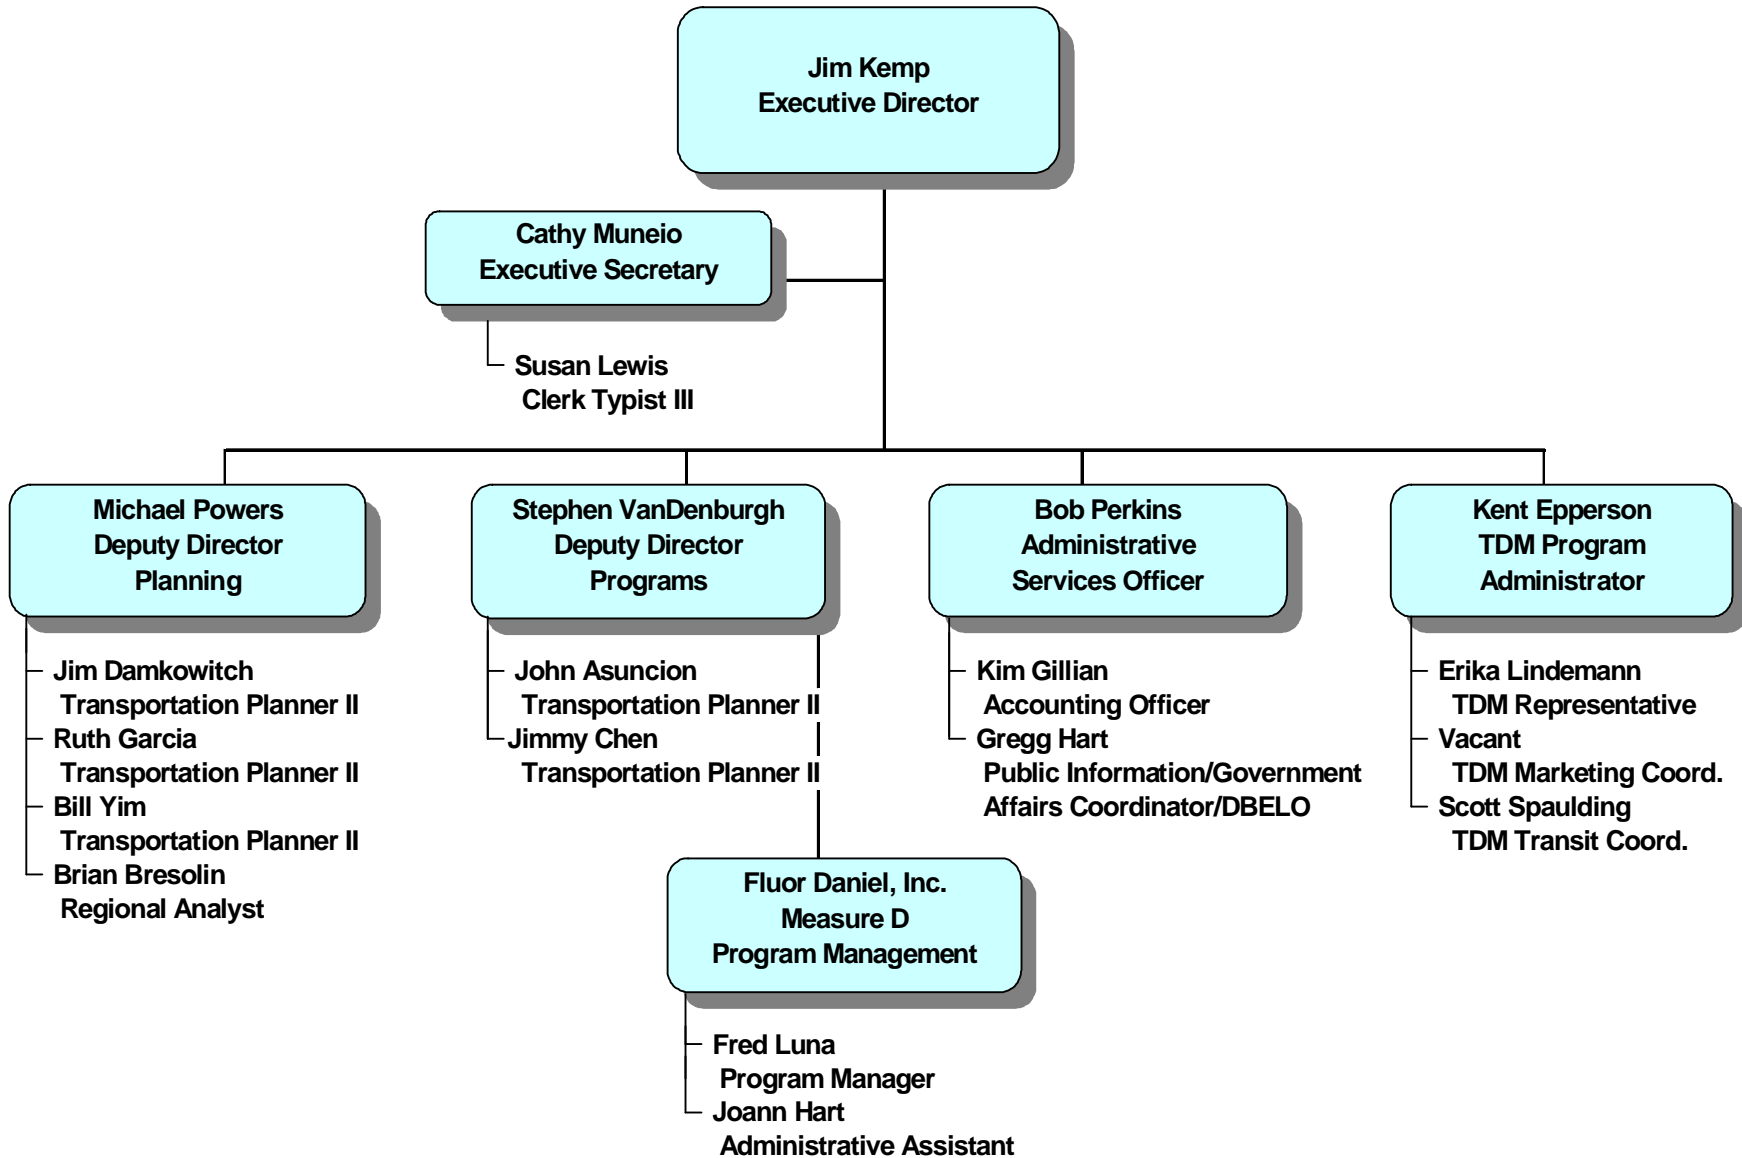 Jim Kemp
Executive Director
Cathy Muneio
Executive Secretary
Susan Lewis
Clerk Typist III
Michael Powers
Deputy Director
Planning
Jim Damkowitch
Transportation Planner II
Ruth Garcia
Transportation Planner II
Bill Yim
Transportation Planner II
Brian Bresolin
Regional Analyst
Stephen VanDenburgh
Deputy Director
Programs
John Asuncion
Transportation Planner II
Jimmy Chen
Transportation Planner II
Fluor Daniel, Inc.
Measure D
Program Management
Fred Luna
Program Manager
Joann Hart
Administrative Assistant
Bob Perkins
Administrative
Services Officer
Kim Gillian
Accounting Officer
Gregg Hart
Public Information/Government
Affairs Coordinator/DBELO
Kent Epperson
TDM Program
Administrator
Erika Lindemann
TDM Representative
Vacant
TDM Marketing Coord.
Scott Spaulding
TDM Transit Coord.